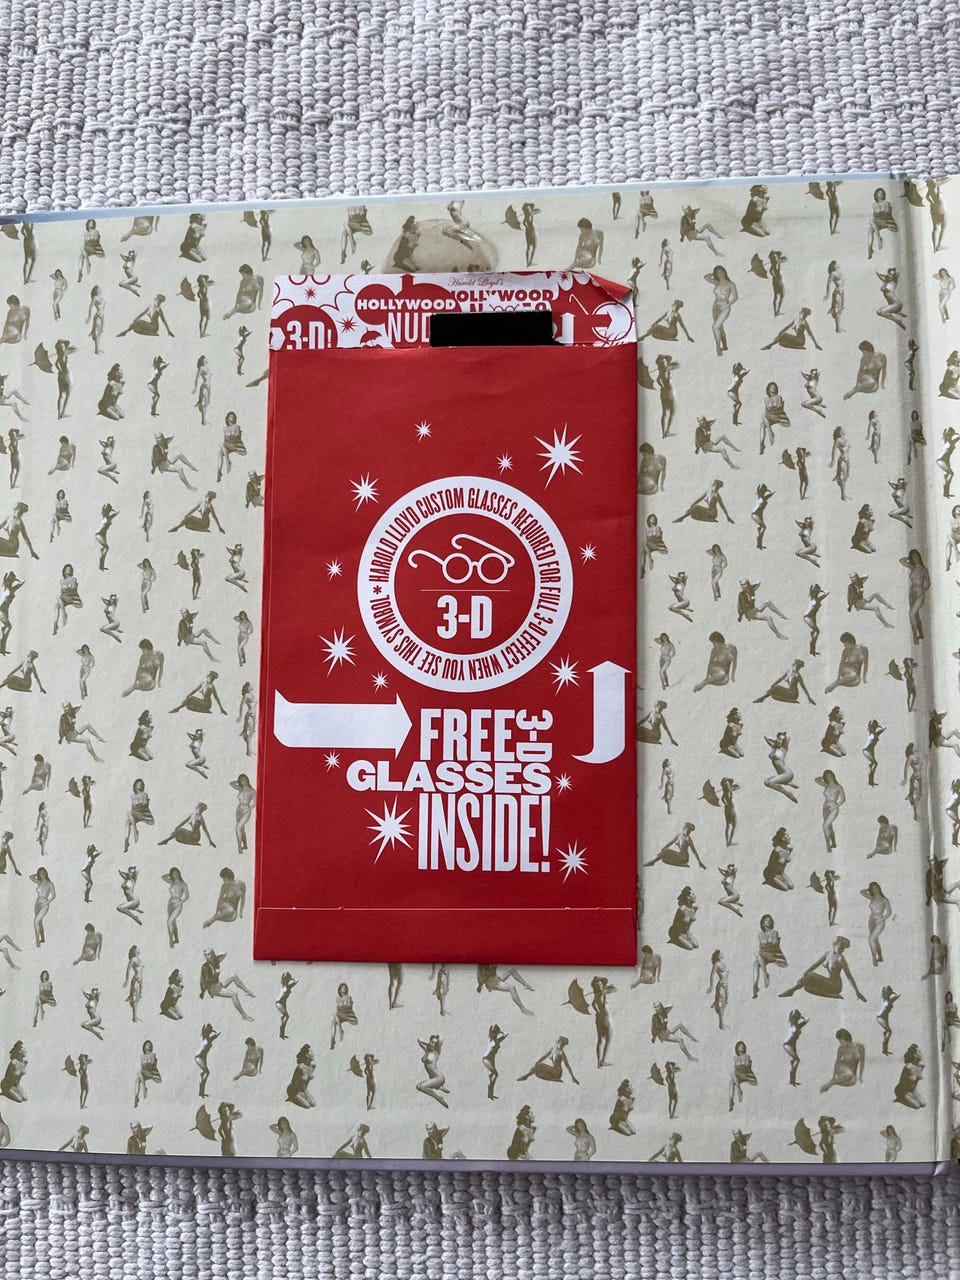 Harold Lloyd's
HOLLYWOOD
HOLLYWOOD
3-D!
HAROLD LLOYD CUSTOM GLASSES REQUIRED FOR FULL 3-D EFFECT WHEN YOU SEE THIS SYMBOL *
3-D
FREE 3-D
GLASSES
INSIDE!